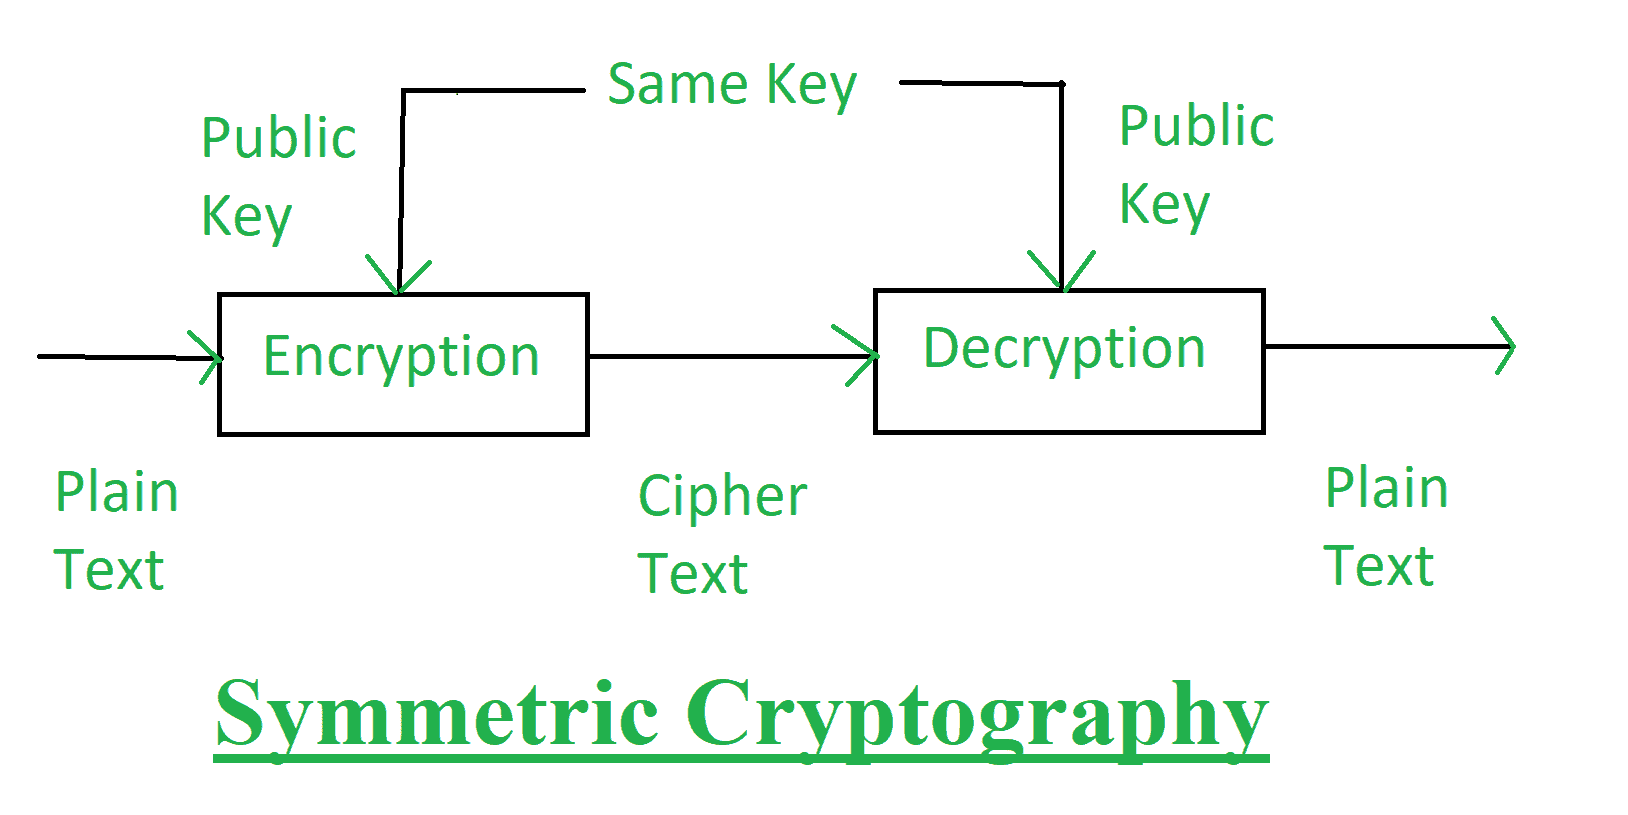 Same Key
Public
Key
Public
Key
Encryption
Decryption
Plain
Text
Cipher
Text
Plain
Text
Symmetric Cryptography